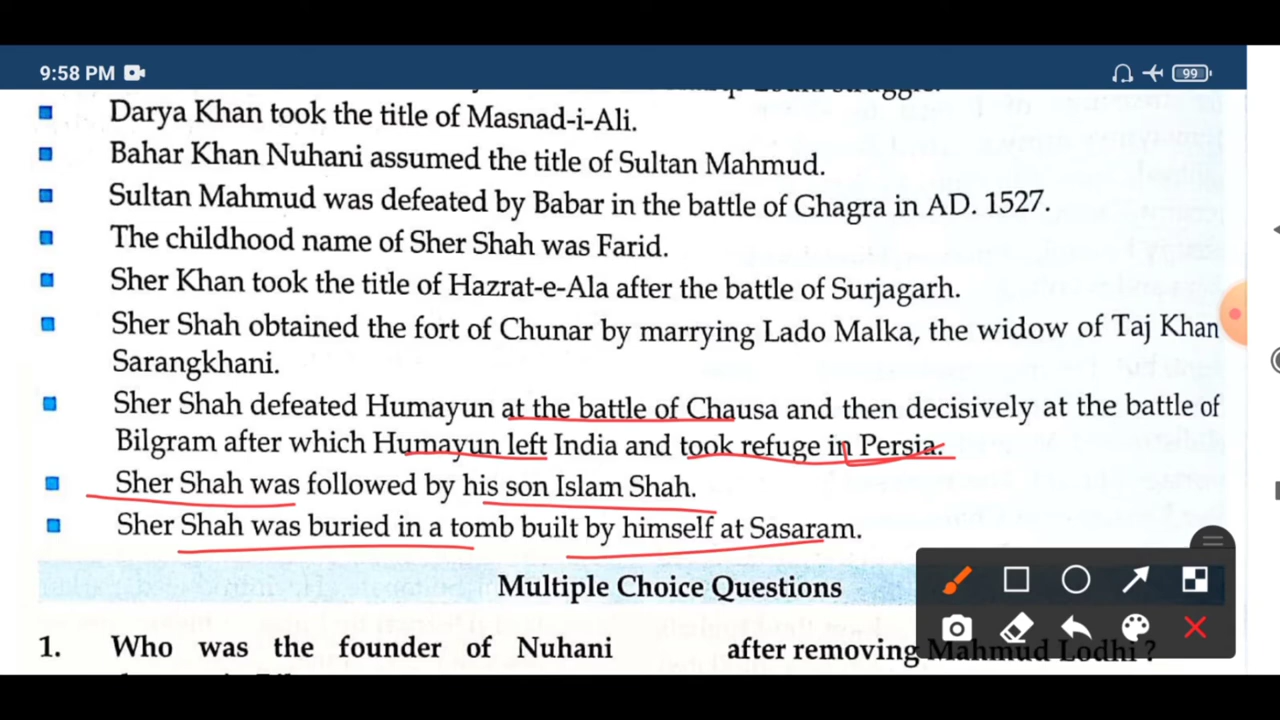 9:58 PM
99
Lodhi struggle.
Darya Khan took the title of Masnad-i-Ali.
Bahar Khan Nuhani assumed the title of Sultan Mahmud.
Sultan Mahmud was defeated by Babar in the battle of Ghagra in AD. 1527.
The childhood name of Sher Shah was Farid.
Sher Khan took the title of Hazrat-e-Ala after the battle of Surjagarh.
Sher Shah obtained the fort of Chunar by marrying Lado Malka, the widow of Taj Khan
Sarangkhani.
Sher Shah defeated Humayun at the battle of Chausa and then decisively at the battle of
Bilgram after which Humayun left India and took refuge in Persia.
Sher Shah was followed by his son Islam Shah.
Sher Shah was buried in a tomb built by himself at Sasaram.
Multiple Choice Questions
1. Who was the founder of Nuhani
after removing Mahmud Lodhi ?